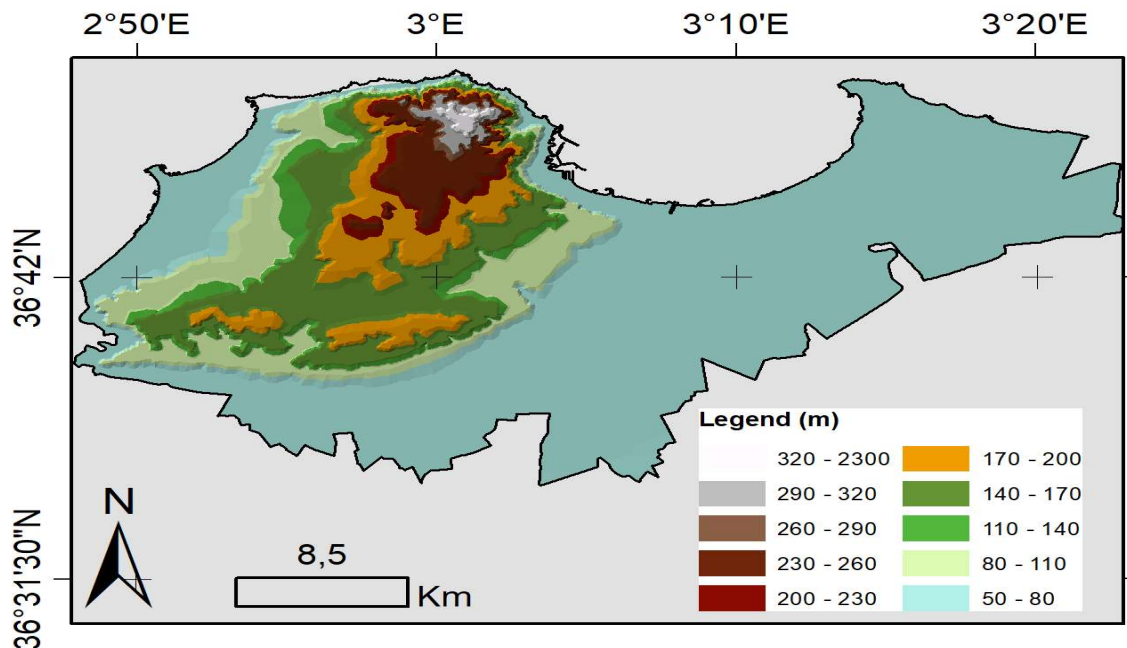 2°50'E 3°E 3°10'E 3°20'E
36°42'N
36°31'30"N
N
8,5
Km
Legend (m)
320 - 2300 170 - 200
290 - 320 140 - 170
260 - 290 110 - 140
230 - 260 80 - 110
200 - 230 50 - 80